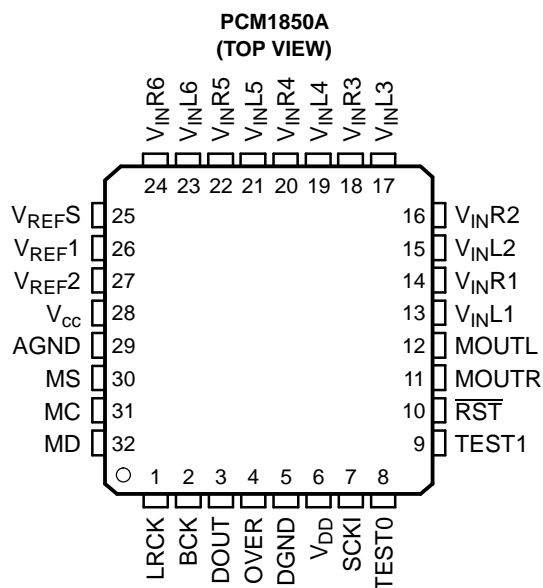 PCM1850A
(TOP VIEW)
VINR6
VINL6
VINR5
VINL5
VINR4
VINL4
VINR3
VINL3
24 23 22 21 20 19 18 17
VREFS 25
VREF1 26
VREF2 27
Vcc 28
AGND 29
MS 30
MC 31
MD 32
16 VINR2
15 VINL2
14 VINR1
13 VINL1
12 MOUTL
11 MOUTR
10 RST
9 TEST1
1 2 3 4 5 6 7 8
LRCK
BCK
DOUT
OVER
DGND
VDD
SCKI
TEST0